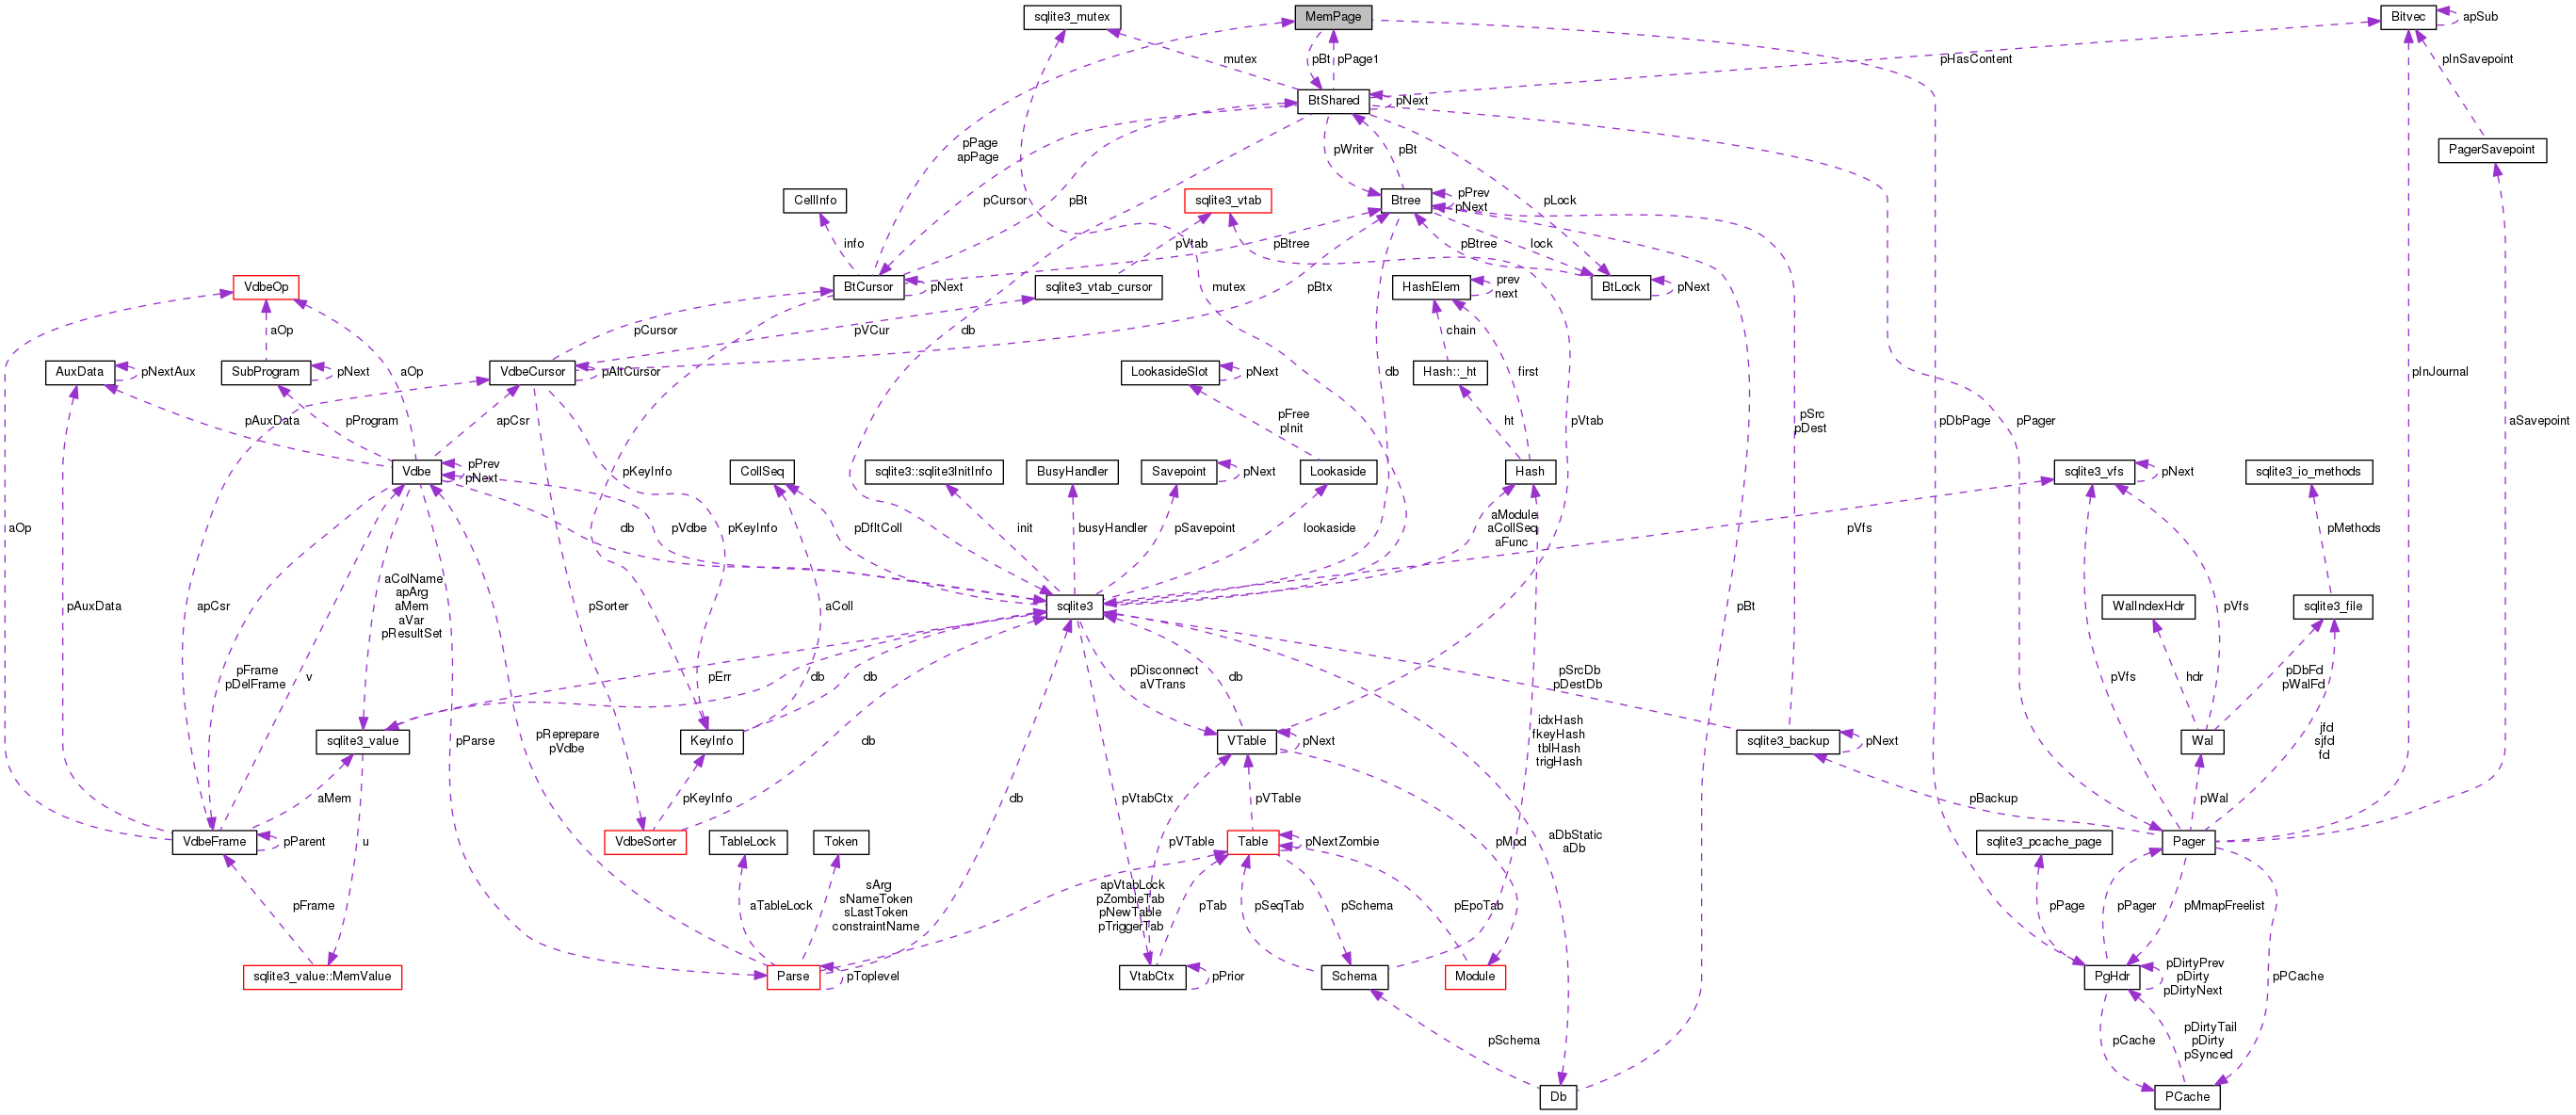 sqlite3_mutex
MemPage
Bitvec
apSub
mutex
pBt
pPage1
pHasContent
pInSavepoint
BtShared
pNext
pPage
apPage
pWriter
pBt
PagerSavepoint
CellInfo
pCursor
pBt
sqlite3_vtab
Btree
pPrev
pNext
pLock
info
pVtab
pBtree
pBtree
lock
VdbeOp
BtCursor
pNext
sqlite3_vtab_cursor
mutex
pBtx
HashElem
prev
next
BtLock
pNext
aOp
pCursor
pVCur
db
chain
AuxData
pNextAux
SubProgram
pNext
aOp
VdbeCursor
pAltCursor
LookasideSlot
pNext
db
Hash::_ht
first
pInJournal
pAuxData
pProgram
apCsr
pFree
pInit
ht
pVtab
pSrc
pDest
pDbPage
pPager
aSavepoint
Vdbe
pPrev
pNext
pKeyInfo
CollSeq
sqlite3::sqlite3InitInfo
BusyHandler
Savepoint
pNext
Lookaside
Hash
sqlite3_vfs
pNext
sqlite3_io_methods
aOp
db
pVdbe
pKeyInfo
pDfltColl
init
busyHandler
pSavepoint
lookaside
aModule
aCollSeq
aFunc
pVfs
pMethods
aColName
apArg
aMem
aVar
pResultSet
pAuxData
apCsr
pSorter
aColl
sqlite3
pBt
WalIndexHdr
sqlite3_file
pVfs
pFrame
pDelFrame
v
pErr
db
db
pDisconnect
aVTrans
db
pSrcDb
pDestDb
pVfs
hdr
pDbFd
pWalFd
sqlite3_value
pParse
pReprepare
pVdbe
KeyInfo
db
VTable
pNext
idxHash
fkeyHash
tblHash
trigHash
sqlite3_backup
pNext
Wal
jfd
sjfd
fd
aMem
pKeyInfo
db
pVtabCtx
pBackup
pWal
VdbeFrame
pParent
u
VdbeSorter
TableLock
Token
pVTable
pVTable
Table
pNextZombie
pMod
aDbStatic
aDb
sqlite3_pcache_page
Pager
pFrame
aTableLock
sArg
sNameToken
sLastToken
constraintName
apVtabLock
pZombieTab
pNewTable
pTriggerTab
pTab
pSeqTab
pSchema
pEpoTab
pPage
pPager
pMmapFreelist
sqlite3_value::MemValue
Parse
pToplevel
VtabCtx
pPrior
Schema
Module
PgHdr
pDirtyPrev
pDirty
pDirtyNext
pPCache
pSchema
pCache
pDirtyTail
pDirty
pSynced
Db
PCache